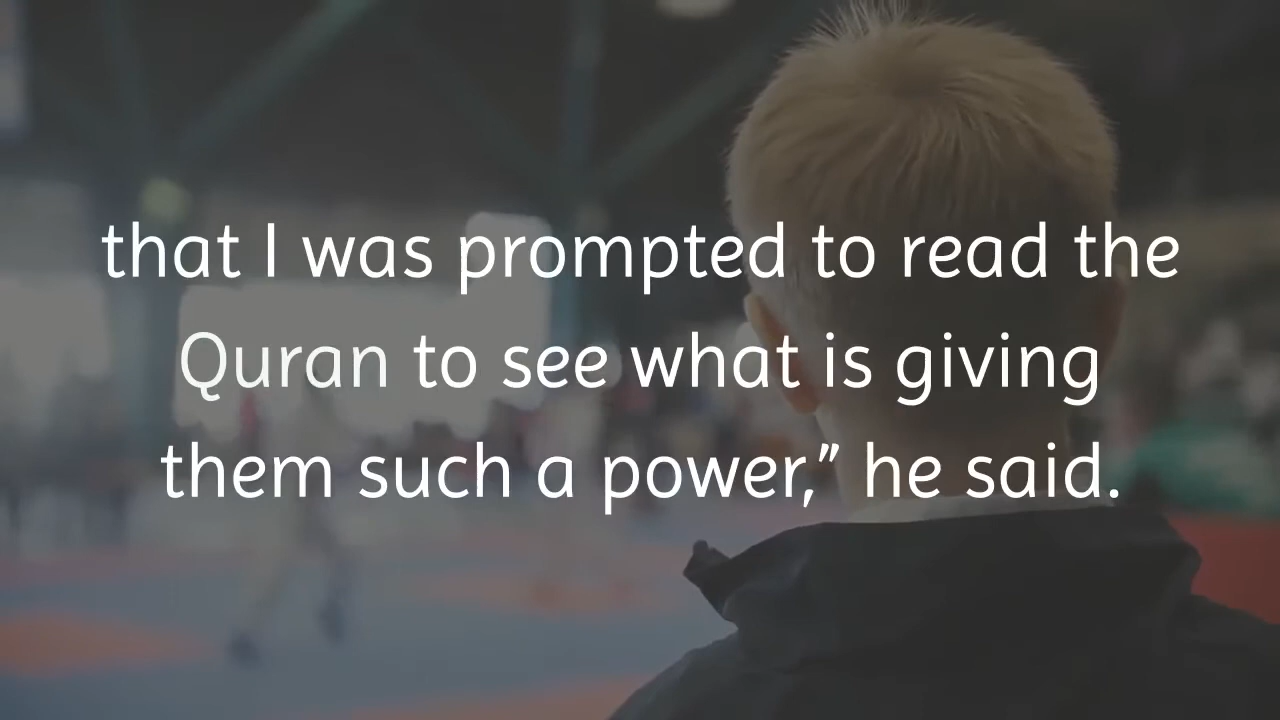 that I was prompted to read the
Quran to see what is giving
them such a power,” he said.